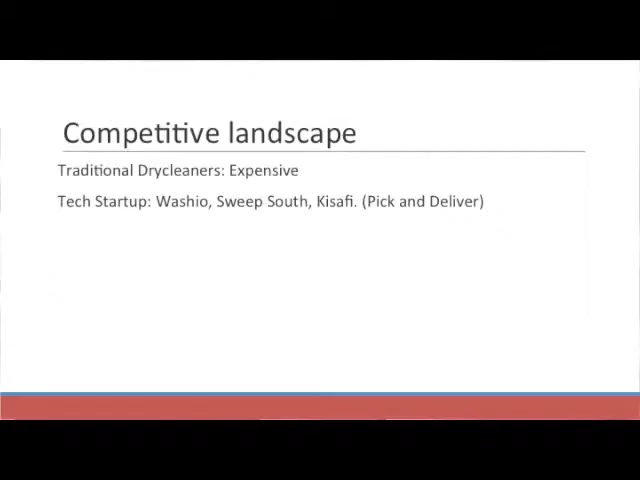 Competitive landscape
Traditional Drycleaners: Expensive
Tech Startup: Washio, Sweep South, Kisafi. (Pick and Deliver)